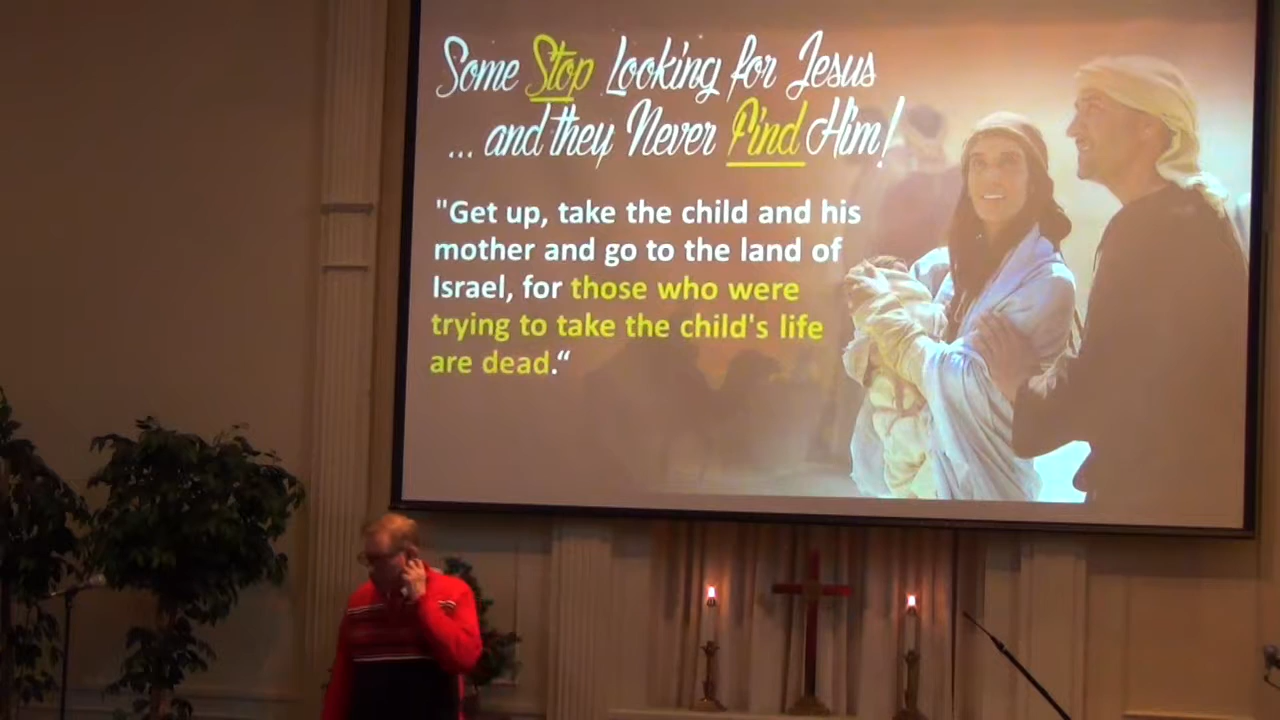 Some Stop Looking for Jesus
... and they Never Find Him!
"Get up, take the child and his
mother and go to the land of
Israel, for those who were
trying to take the child's life
are dead.“